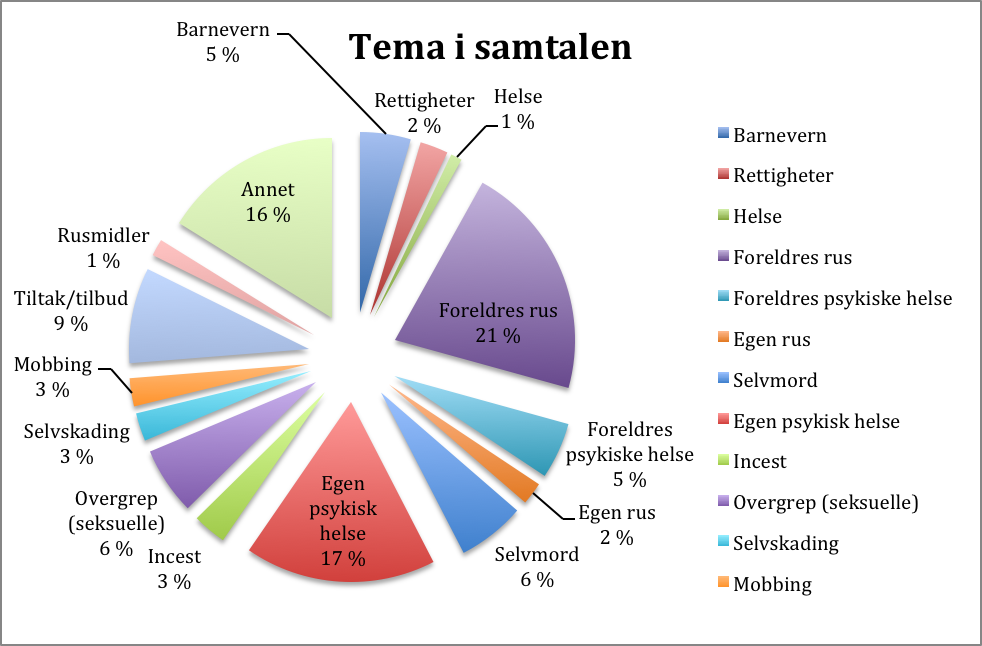 Tema i samtalen
Barnevern
5 %
Rettigheter
2 %
Helse
1 %
Foreldres rus
21 %
Foreldres
psykiske helse
5 %
Egen rus
2 %
Selvmord
6 %
Egen
psykisk
helse
17 %
Incest
3 %
Overgrep
(seksuelle)
6 %
Selvskading
3 %
Mobbing
3 %
Tiltak/tilbud
9 %
Rusmidler
1 %
Annet
16 %
Barnevern
Rettigheter
Helse
Foreldres rus
Foreldres psykiske helse
Egen rus
Selvmord
Egen psykisk helse
Incest
Overgrep (seksuelle)
Selvskading
Mobbing